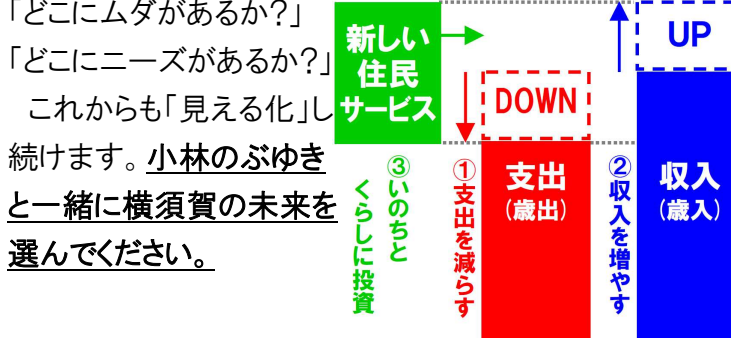 「どこにムダがあるか?」
「どこにニーズがあるか?」
これからも「見える化」し
続けます。小林のぶゆき
と一緒に横須賀の未来を
選んでください。
新しい
住民
サービス
③いのちと
くらしに投資
DOWN
支出
(歳出)
①支出を減らす
UP
収入
(歳入)
②収入を増やす